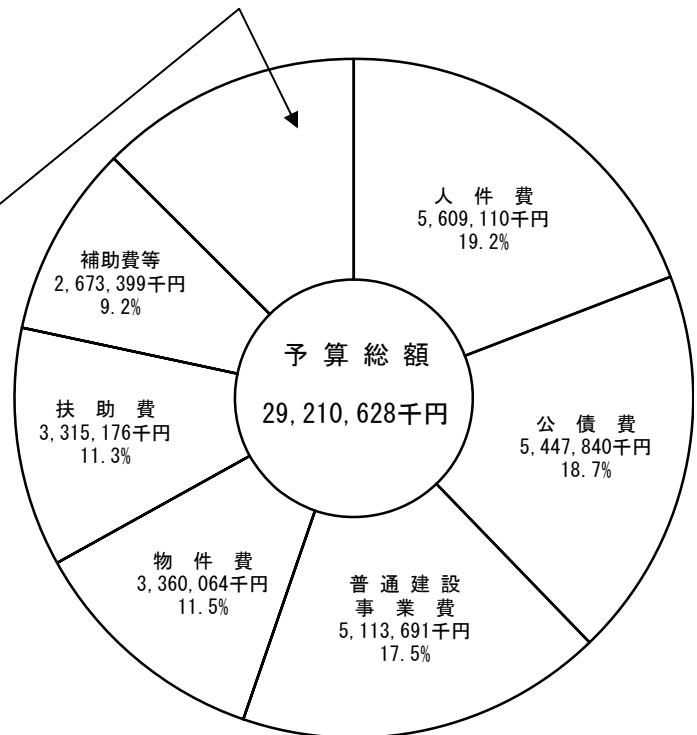 人件費
5,609,110千円
19.2%
公債費
5,447,840千円
18.7%
普通建設
事業費
5,113,691千円
17.5%
物件費
3,360,064千円
11.5%
扶助費
3,315,176千円
11.3%
補助費等
2,673,399千円
9.2%
予算総額
29,210,628千円